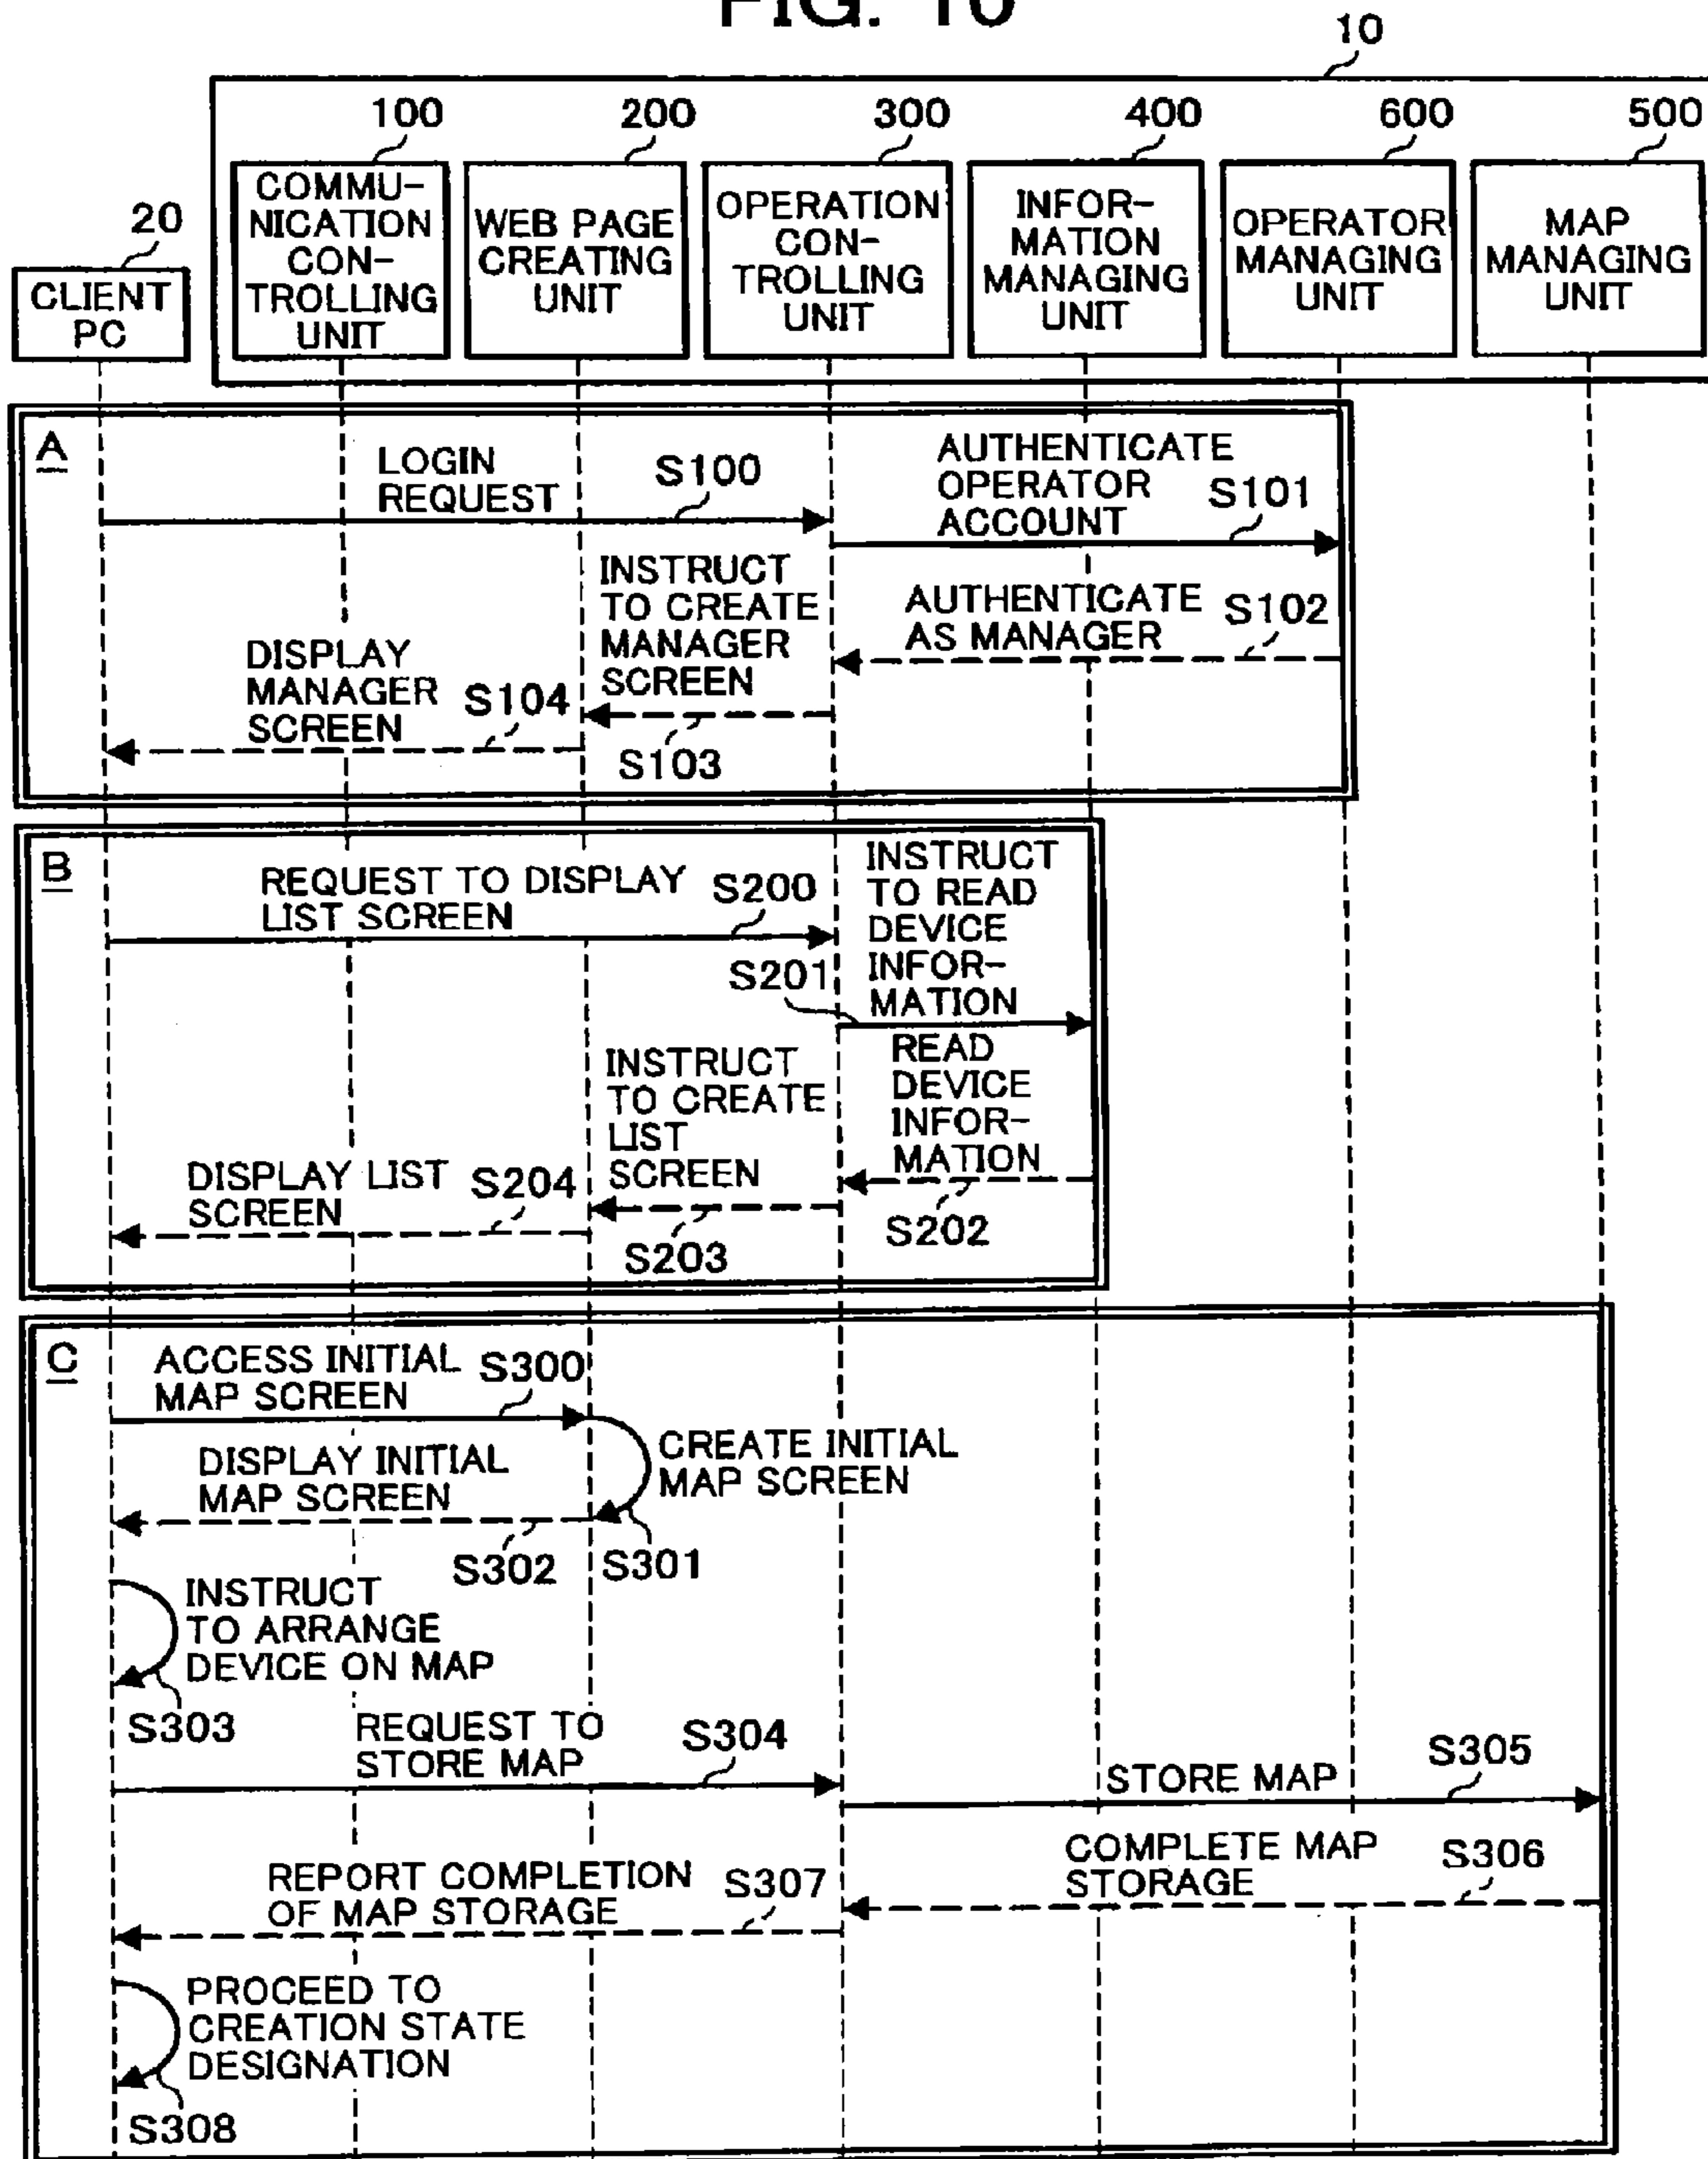 FIG. 10
10
100
200
300
400
600
500
20
CLIENT
PC
COMMU-
NICATION
CON-
TROLLING
UNIT
WEB PAGE
CREATING
UNIT
OPERATION
CON-
TROLLING
UNIT
INFOR-
MATION
MANAGING
UNIT
OPERATOR
MANAGING
UNIT
MAP
MANAGING
UNIT
A
LOGIN
REQUEST
S100
AUTHENTICATE
OPERATOR
ACCOUNT
S101
AUTHENTICATE
AS MANAGER
S102
INSTRUCT
TO CREATE
MANAGER
SCREEN
S103
DISPLAY
MANAGER
SCREEN
S104
B
REQUEST TO DISPLAY
LIST SCREEN
S200
INSTRUCT
TO READ
DEVICE
INFOR-
MATION
S201
READ
DEVICE
INFOR-
MATION
S202
INSTRUCT
TO CREATE
LIST
SCREEN
S203
DISPLAY LIST
SCREEN
S204
C
ACCESS INITIAL
MAP SCREEN
S300
CREATE INITIAL
MAP SCREEN
S301
DISPLAY INITIAL
MAP SCREEN
S302
INSTRUCT
TO ARRANGE
DEVICE ON MAP
S303
REQUEST TO
STORE MAP
S304
STORE MAP
S305
COMPLETE MAP
STORAGE
S306
REPORT COMPLETION
OF MAP STORAGE
S307
PROCEED TO
CREATION STATE
DESIGNATION
S308